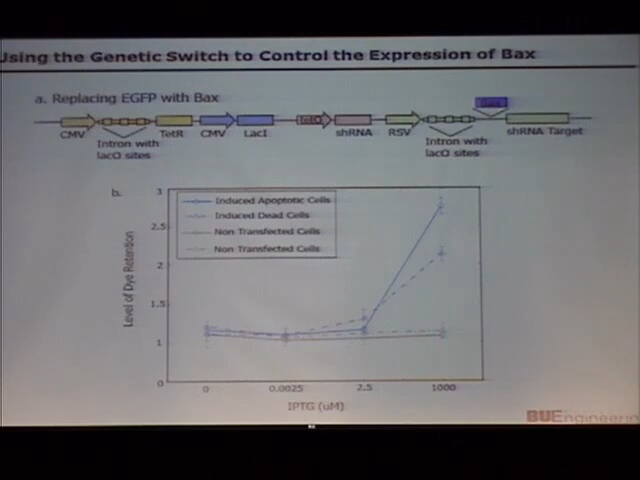 Using the Genetic Switch to Control the Expression of Bax
a. Replacing EGFP with Bax
Bax
CMV TetR CMV LacI tetO shRNA RSV shRNA Target
Intron with
lacO sites
Intron with
lacO sites
b.
3
2.5
2
1.5
1
0
Level of Dye Retention
Induced Apoptotic Cells
Induced Dead Cells
Non Transfected Cells
Non Transfected Cells
0 0.0025 2.5 1000
IPTG (uM)
BUEngineering